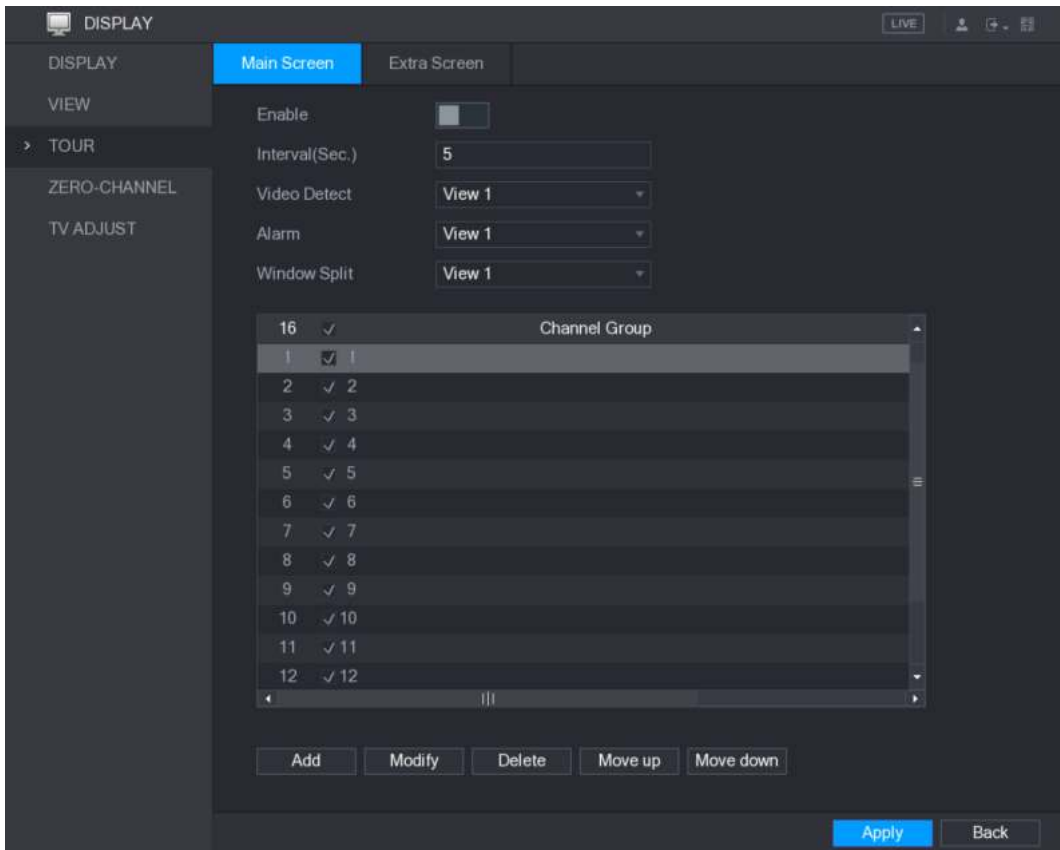 DISPLAY
LIVE
DISPLAY
VIEW
> TOUR
ZERO-CHANNEL
TV ADJUST
Main Screen
Extra Screen
Enable
Interval(Sec.) 5
Video Detect View 1
Alarm View 1
Window Split View 1
16 Channel Group
1 1
2 2
3 3
4 4
5 5
6 6
7 7
8 8
9 9
10 10
11 11
12 12
Add
Modify
Delete
Move up
Move down
Apply
Back